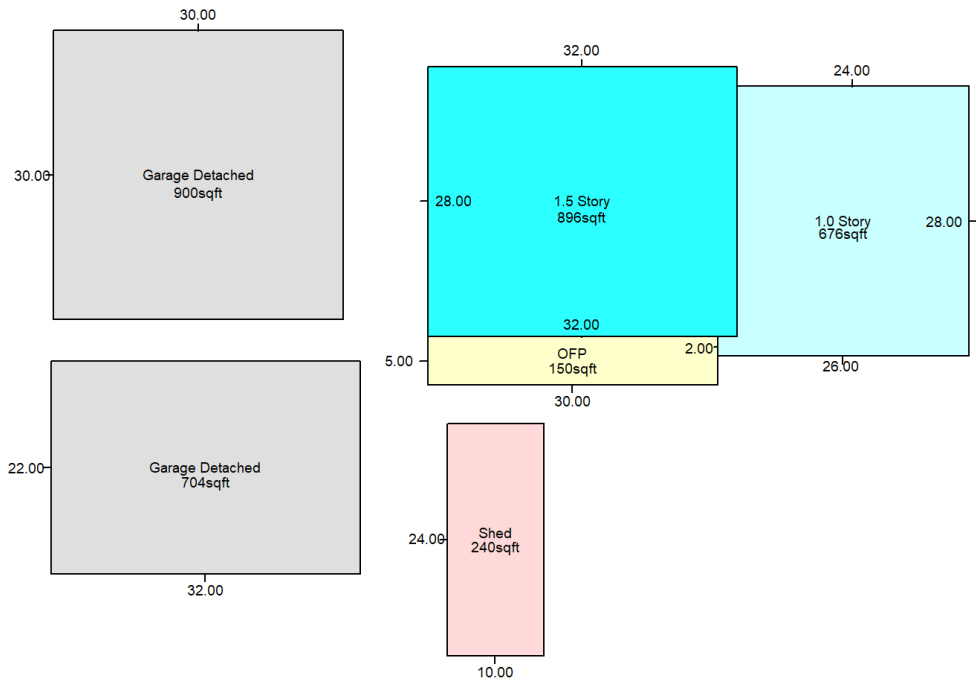 30.00
32.00
24.00
30.00
Garage Detached
900sqft
28.00
1.5 Story
896sqft
1.0 Story
676sqft
28.00
32.00
2.00
5.00
OFP
150sqft
26.00
30.00
22.00
Garage Detached
704sqft
32.00
24.00
Shed
240sqft
10.00